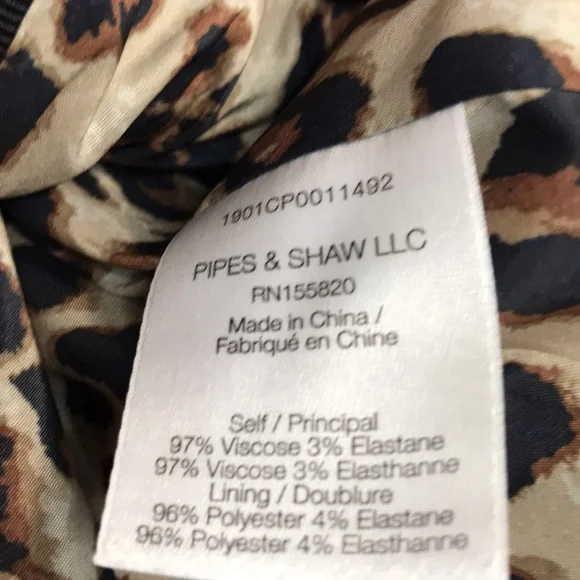 1901CP0011492
PIPES & SHAW LLC
RN155820
Made in China /
Fabriqué en Chine
Self / Principal
97% Viscose 3% Elastane
97% Viscose 3% Elasthanne
Lining / Doublure
96% Polyester 4% Elastane
96% Polyester 4% Elasthanne